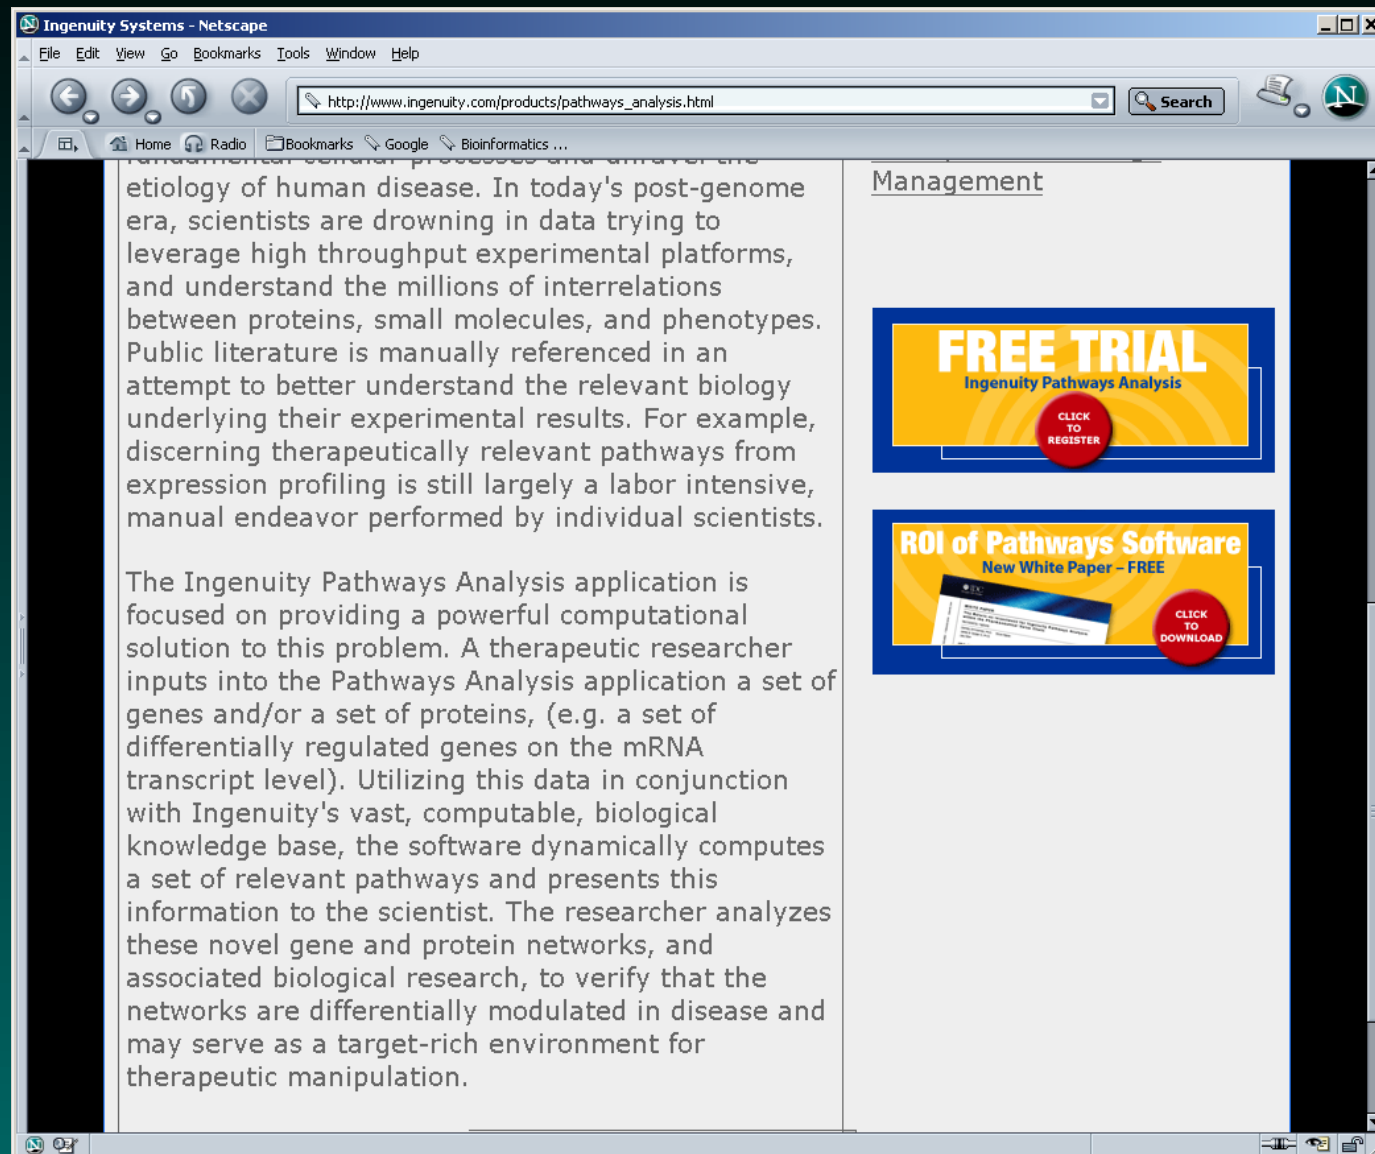 Ingenuity Systems - Netscape
File Edit View Go Bookmarks Tools Window Help
http://www.ingenuity.com/products/pathways_analysis.html
Search
N
Home Radio Bookmarks Google Bioinformatics ...
fundamental cellular processes and unravel the
etiology of human disease. In today's post-genome
era, scientists are drowning in data trying to
leverage high throughput experimental platforms,
and understand the millions of interrelations
between proteins, small molecules, and phenotypes.
Public literature is manually referenced in an
attempt to better understand the relevant biology
underlying their experimental results. For example,
discerning therapeutically relevant pathways from
expression profiling is still largely a labor intensive,
manual endeavor performed by individual scientists.
The Ingenuity Pathways Analysis application is
focused on providing a powerful computational
solution to this problem. A therapeutic researcher
inputs into the Pathways Analysis application a set of
genes and/or a set of proteins, (e.g. a set of
differentially regulated genes on the mRNA
transcript level). Utilizing this data in conjunction
with Ingenuity's vast, computable, biological
knowledge base, the software dynamically computes
a set of relevant pathways and presents this
information to the scientist. The researcher analyzes
these novel gene and protein networks, and
associated biological research, to verify that the
networks are differentially modulated in disease and
may serve as a target-rich environment for
therapeutic manipulation.
Management
FREE TRIAL
Ingenuity Pathways Analysis
CLICK
TO
REGISTER
ROI of Pathways Software
New White Paper – FREE
CLICK
TO
DOWNLOAD